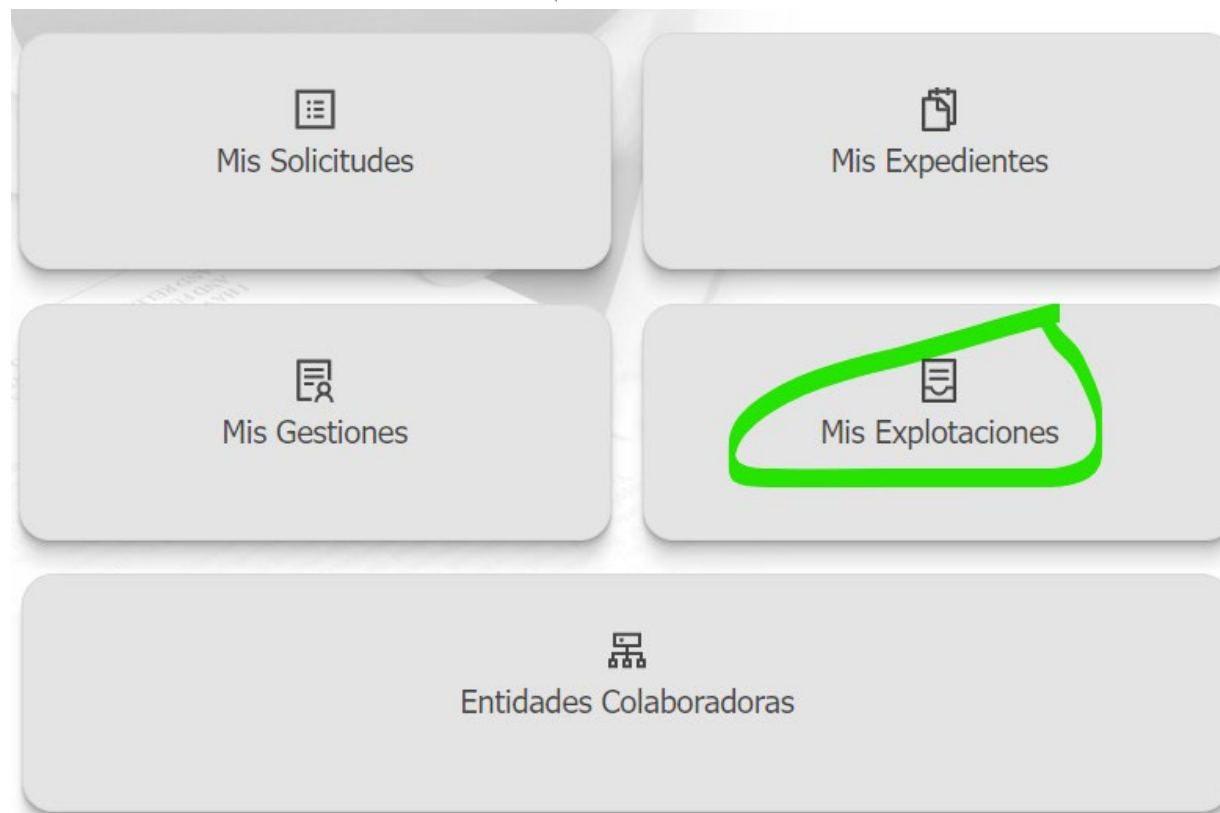 Mis Solicitudes
Mis Expedientes
Mis Gestiones
Mis Explotaciones
Entidades Colaboradoras